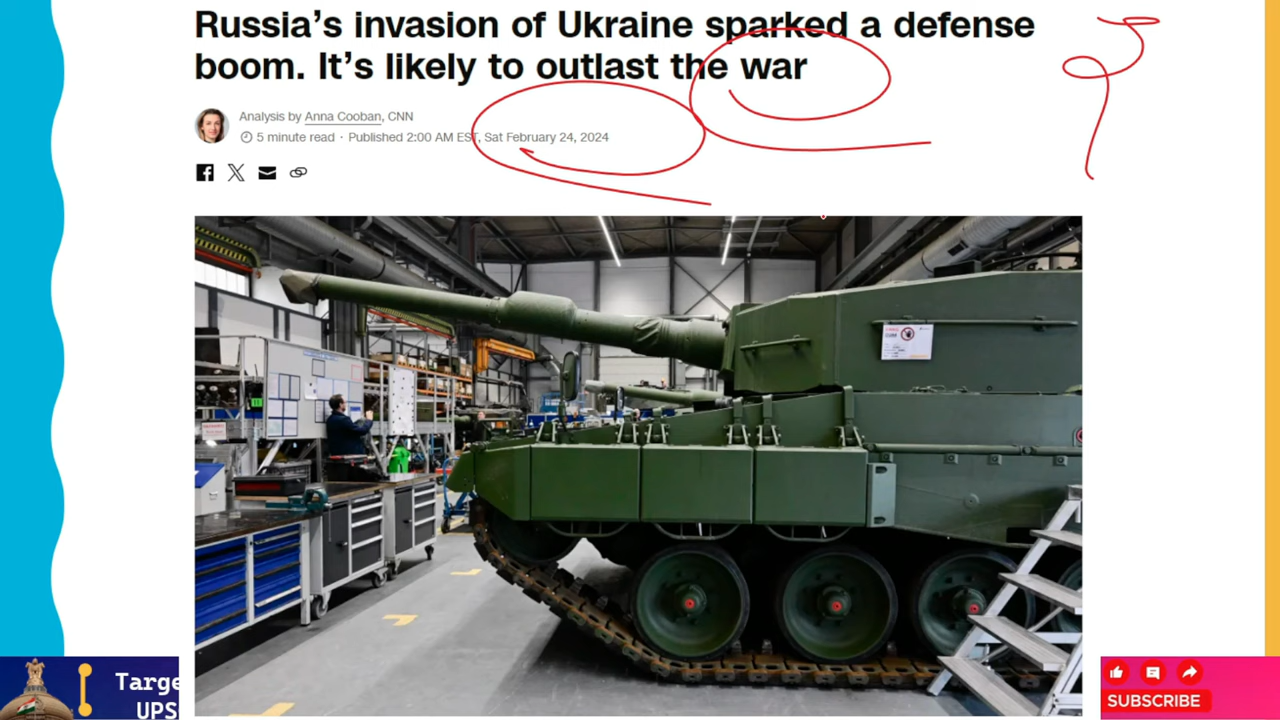 Russia's invasion of Ukraine sparked a defense
boom. It's likely to outlast the war
Analysis by Anna Cooban, CNN
5 minute read · Published 2:00 AM EST, Sat February 24, 2024
Targe
UPS
SUBSCRIBE